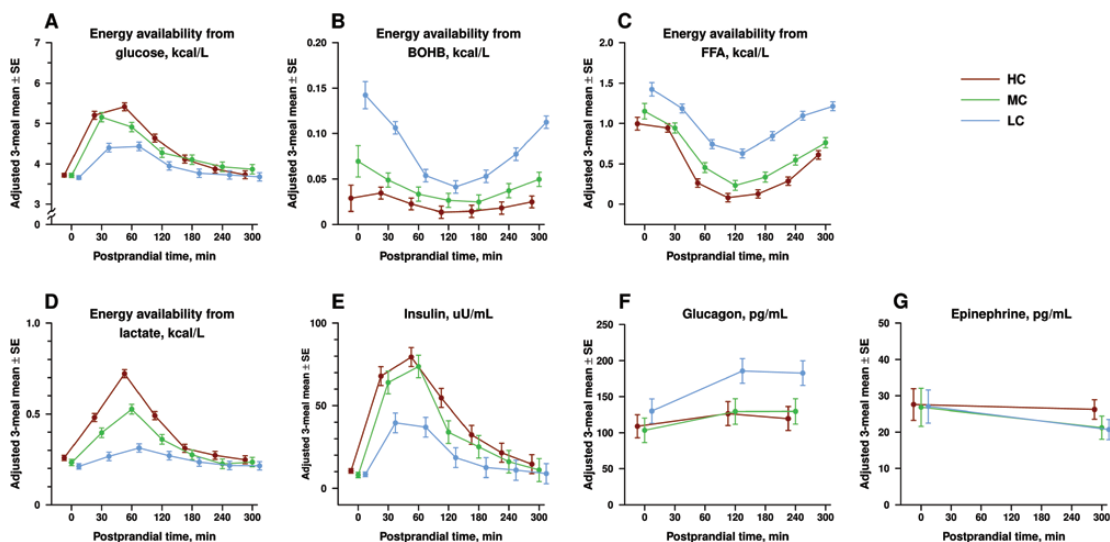 A
Energy availability from
glucose, kcal/L
Adjusted 3-meal mean ± SE
7
6
5
4
3
0
0 30 60 120 180 240 300
Postprandial time, min
B
Energy availability from
BOHB, kcal/L
Adjusted 3-meal mean ± SE
0.20
0.15
0.10
0.05
0
0 30 60 120 180 240 300
Postprandial time, min
C
Energy availability from
FFA, kcal/L
Adjusted 3-meal mean ± SE
2.0
1.5
1.0
0.5
0
0 30 60 120 180 240 300
Postprandial time, min
HC
MC
LC
D
Energy availability from
lactate, kcal/L
Adjusted 3-meal mean ± SE
1.0
0.5
0
0 30 60 120 180 240 300
Postprandial time, min
E
Insulin, uU/mL
Adjusted 3-meal mean ± SE
100
50
0
0 30 60 120 180 240 300
Postprandial time, min
F
Glucagon, pg/mL
Adjusted 3-meal mean ± SE
250
200
150
100
50
0
0 30 60 120 180 240 300
Postprandial time, min
G
Epinephrine, pg/mL
Adjusted 3-meal mean ± SE
50
40
30
20
10
0
0 30 60 120 180 240 300
Postprandial time, min